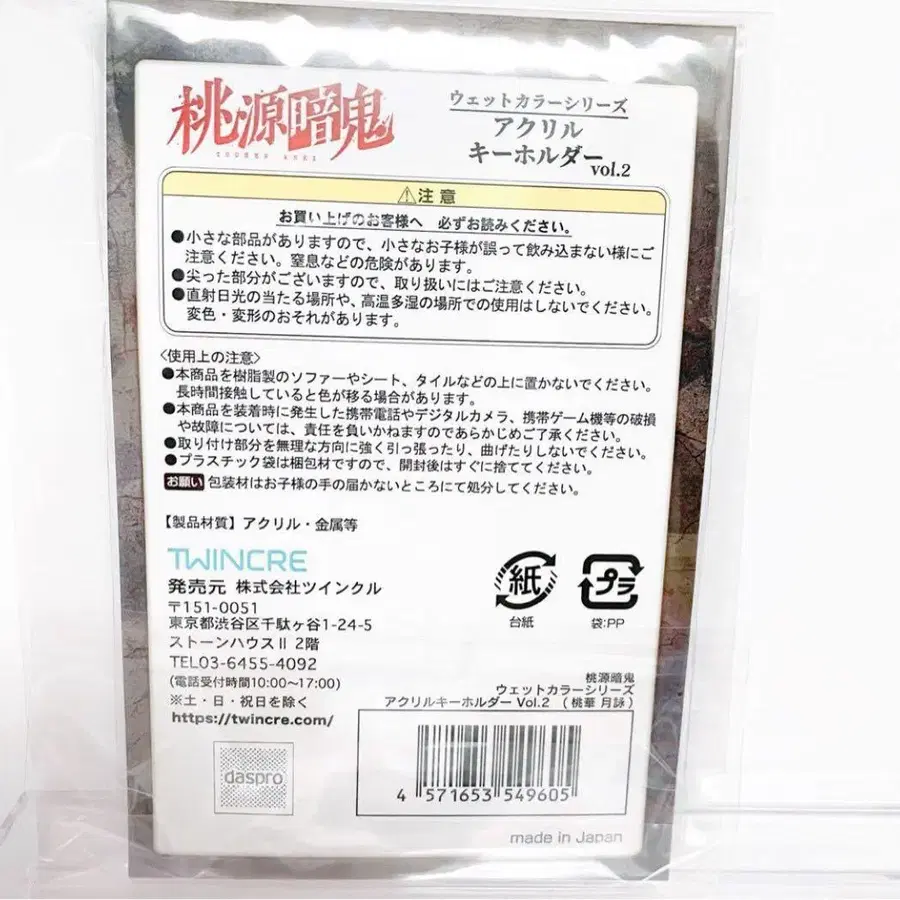 桃源暗鬼
TOUGEN ANKI
ウェットカラーシリーズ
アクリル
キーホルダー vol.2
⚠注意
お買い上げのお客様へ 必ずお読みください。
●小さな部品がありますので、小さなお子様が誤って飲み込まない様にご
注意ください。窒息などの危険があります。
●尖った部分がございますので、取り扱いにはご注意ください。
●直射日光の当たる場所や、高温多湿の場所での使用はしないでください。
変色・変形のおそれがあります。
〈使用上の注意〉
●本商品を樹脂製のソファーやシート、タイルなどの上に置かないでください。
長時間接触していると色が移る場合があります。
●本商品を装着時に発生した携帯電話やデジタルカメラ、携帯ゲーム機等の破損
や故障については、責任を負いかねますのであらかじめご了承ください。
●取り付け部分を無理な方向に強く引っ張ったり、曲げたりしないでください。
●プラスチック袋は梱包材ですので、開封後はすぐに捨ててください。
お願い 包装材はお子様の手の届かないところにて処分してください。
【製品材質】アクリル・金属等
TWINCRE
発売元 株式会社ツインクル
〒151-0051
東京都渋谷区千駄ヶ谷1-24-5
ストーンハウスⅡ 2階
TEL03-6455-4092
(電話受付時間10:00〜17:00)
※土・日・祝日を除く
https://twincre.com/
daspro
紙
台紙
プラ
袋:PP
桃源暗鬼
ウェットカラーシリーズ
アクリルキーホルダー Vol.2 (桃華 月詠)
4 571653 549605
made in Japan